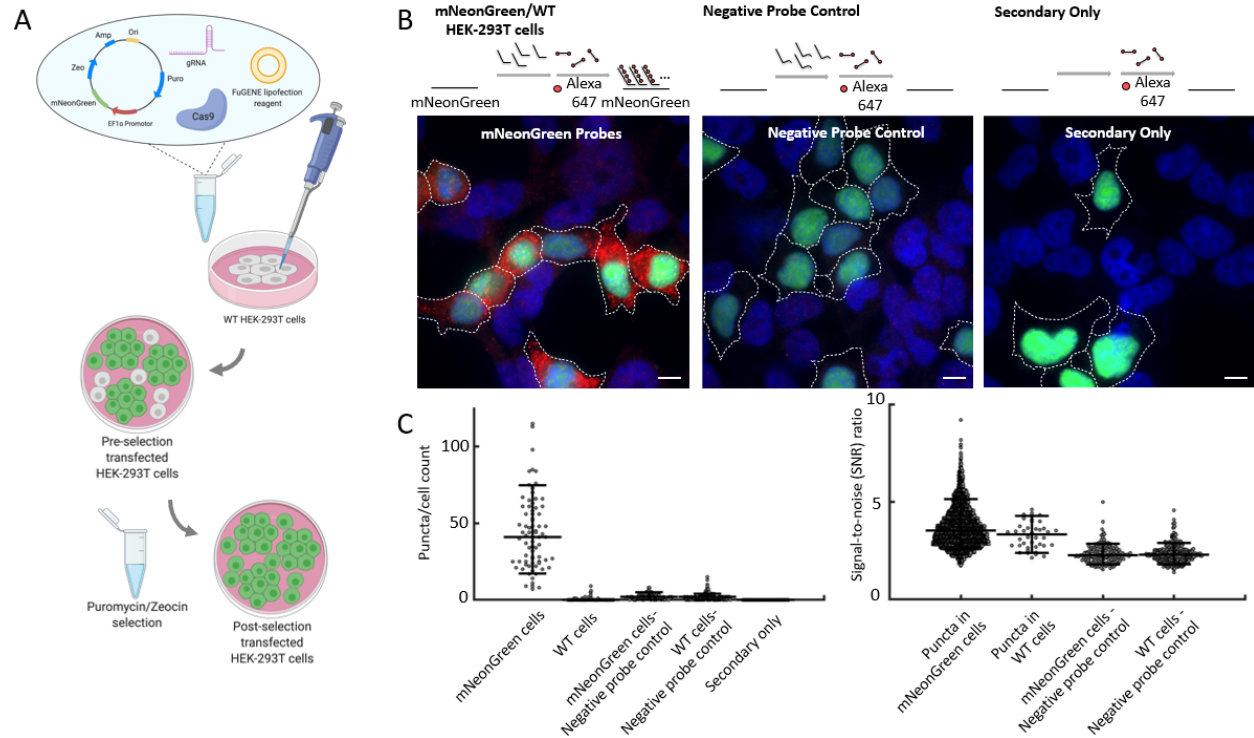 A
Amp
Ori
Zeo
gRNA
Puro
mNeonGreen
FuGENE lipofection
reagent
EF1α Promotor
Cas9
WT HEK-293T cells
Pre-selection
transfected
HEK-293T cells
Puromycin/Zeocin
selection
Post-selection
transfected
HEK-293T cells
B
mNeonGreen/WT
HEK-293T cells
Negative Probe Control
Secondary Only
...
mNeonGreen
Alexa
647
mNeonGreen
Alexa
647
Alexa
647
mNeonGreen Probes
Negative Probe Control
Secondary Only
C
Puncta/cell count
100
50
0
mNeonGreen cells
WT cells
mNeonGreen cells-
Negative probe control
WT cells-
Negative probe control
Secondary only
Signal-to-noise (SNR) ratio
10
5
0
Puncta in
mNeonGreen cells
Puncta in
WT cells
mNeonGreen cells-
Negative probe control
WT cells-
Negative probe control